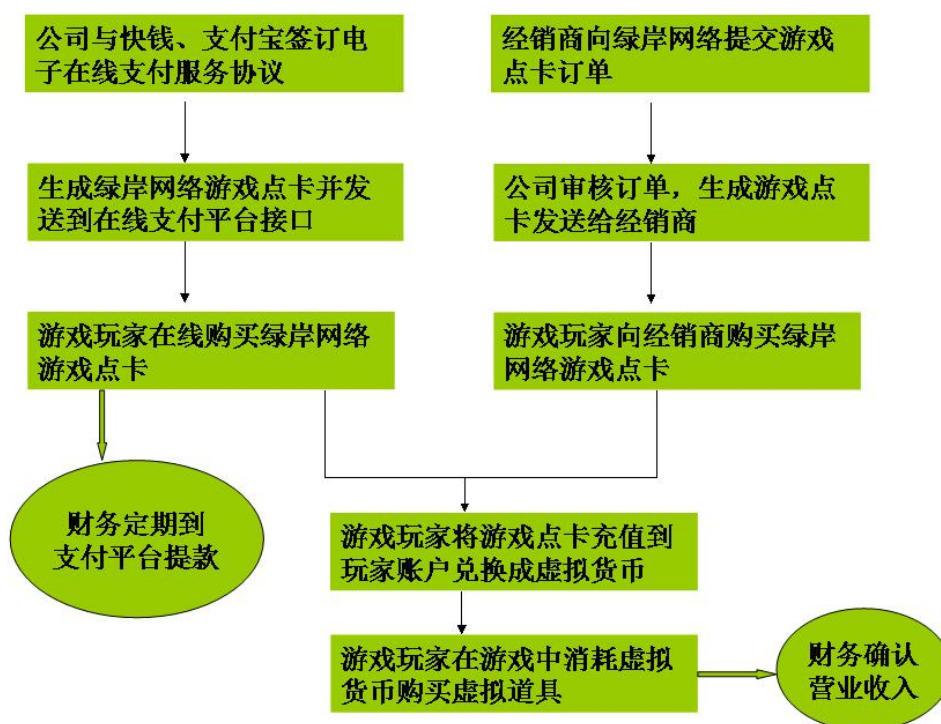 公司与快钱、支付宝签订电
子在线支付服务协议
经销商向绿岸网络提交游戏
点卡订单
生成绿岸网络游戏点卡并发
送到在线支付平台接口
公司审核订单，生成游戏点
卡发送给经销商
游戏玩家在线购买绿岸网络
游戏点卡
游戏玩家向经销商购买绿岸
网络游戏点卡
财务定期到
支付平台提款
游戏玩家将游戏点卡充值到
玩家账户兑换成虚拟货币
游戏玩家在游戏中消耗虚拟
货币购买虚拟道具
财务确认
营业收入